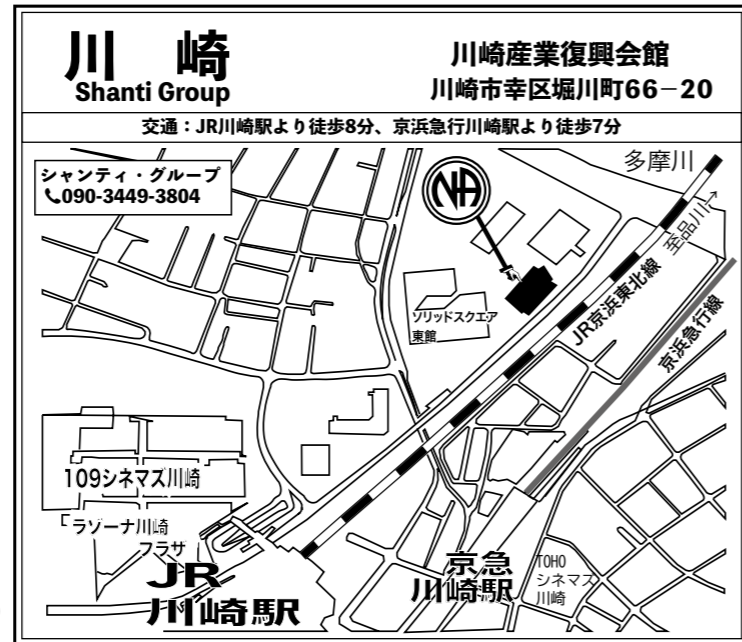 川崎
Shanti Group
川崎産業復興会館
川崎市幸区堀川町66−20
交通：JR川崎駅より徒歩8分、京浜急行川崎駅より徒歩7分
シャンティ・グループ
090-3449-3804
多摩川
至品川→
NA
JR京浜東北線
京浜急行線
ソリッドスクエア
東館
109シネマズ川崎
「ラゾーナ川崎
フラザ
JR
川崎駅
京急
川崎駅
TOHO
シネマズ
川崎